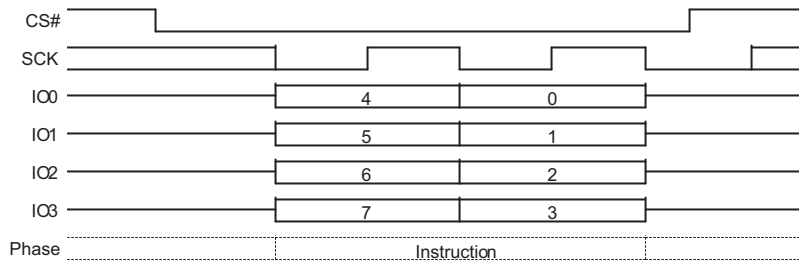 CS#
SCK
IO0 4 0
IO1 5 1
IO2 6 2
IO3 7 3
Phase Instruction